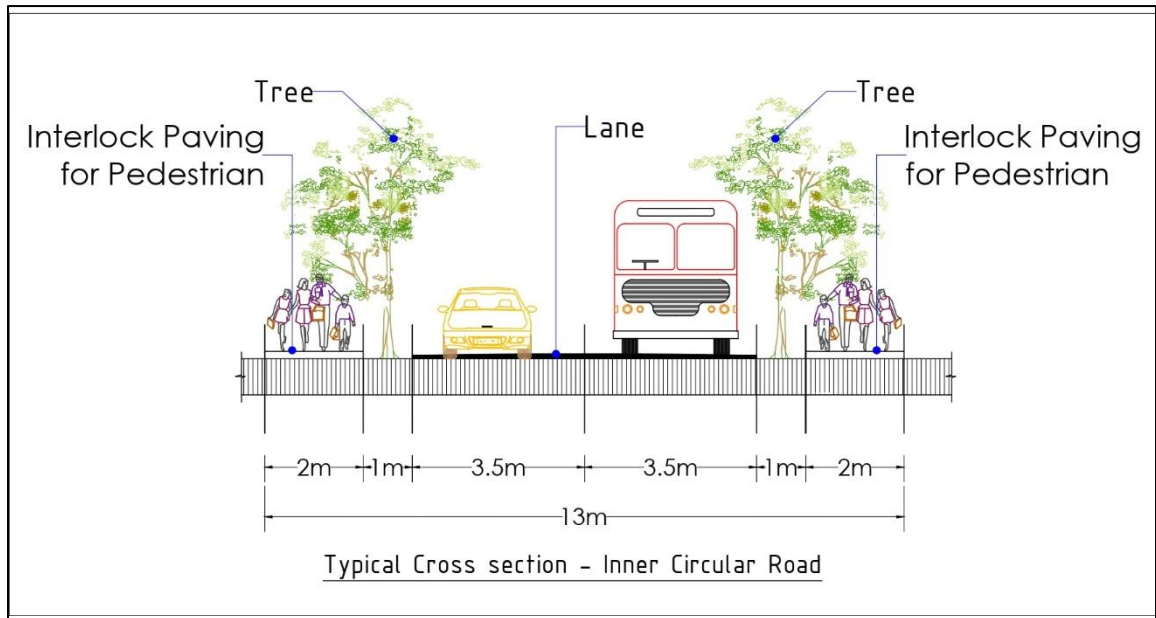 Tree
Interlock Paving
for Pedestrian
Lane
Tree
Interlock Paving
for Pedestrian
2m
1m
3.5m
3.5m
1m
2m
13m
Typical Cross section - Inner Circular Road